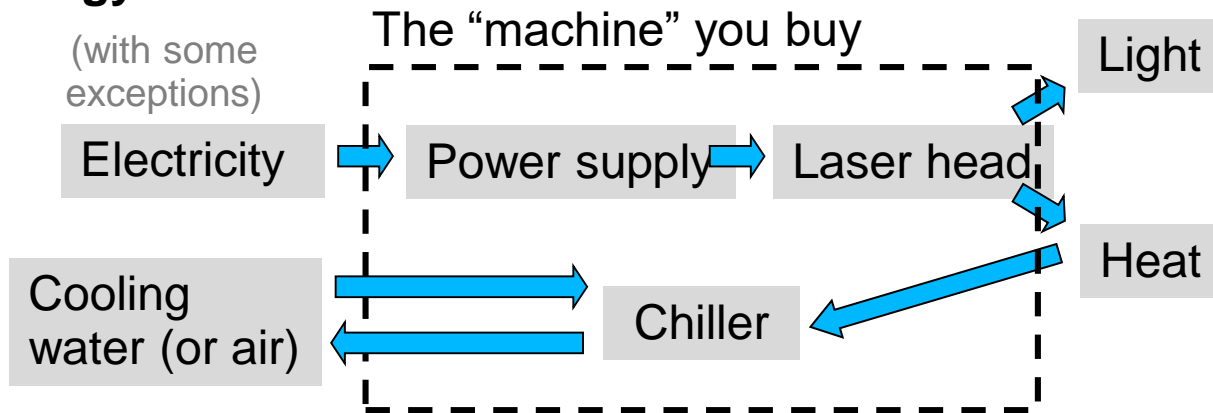 The “machine” you buy
(with some
exceptions)
Light
Electricity
Power supply
Laser head
Heat
Cooling
water (or air)
Chiller